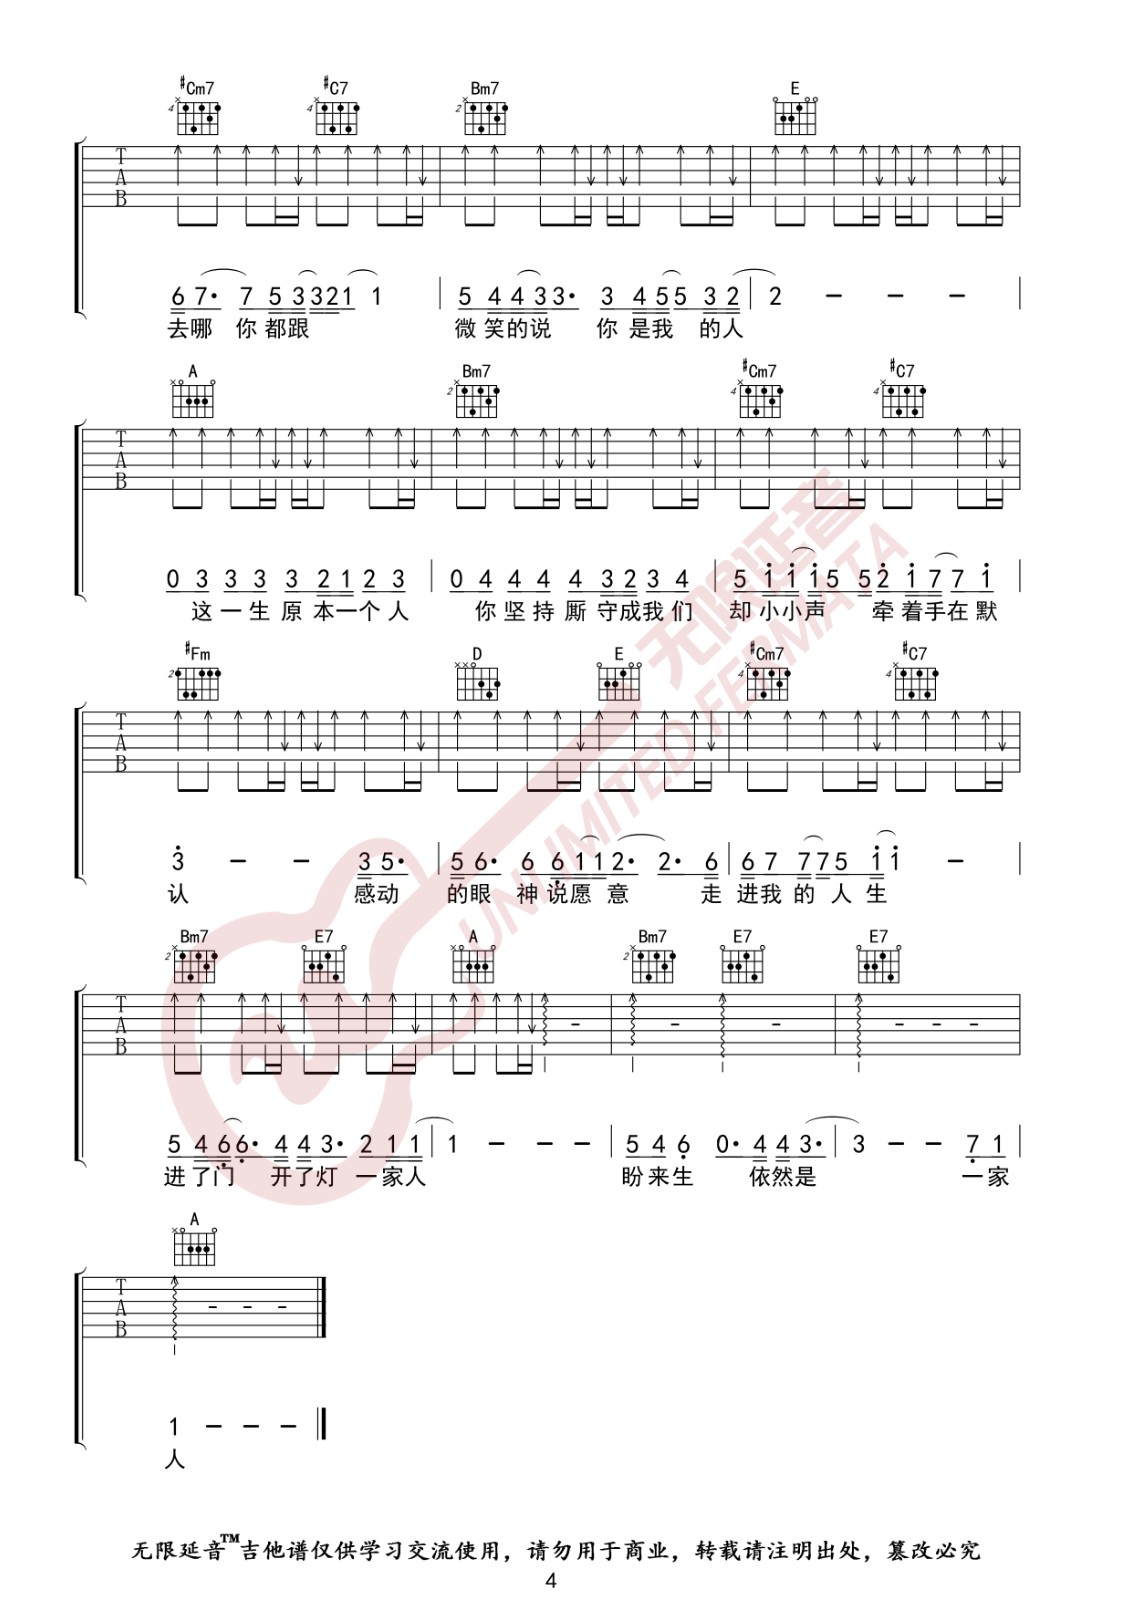 #Cm7 #C7 Bm7 E
4 4 2
T
A
B
6 7· 7 5 3 3 2 1 1 | 5 4 4 3 3· 3 4 5 5 3 2 | 2 － － － |
去哪 你都跟 微笑的说 你是我 的人
A Bm7 #Cm7 #C7
2 4 4
T
A
B
0 3 3 3 3 2 1 2 3 | 0 4 4 4 4 3 2 3 4 | 5 1 1 1 5 5 2 1 7 7 1
这一生原本一个人 你坚持厮守成我们 却小小声 牵着手在默
#Fm D E #Cm7 #C7
2 4 4
T
A
B
3 － － 3 5· | 5 6· 6 6 1 1 2· 2· 6 | 6 7 7 7 5 1 1 － |
认 感动 的眼神说愿意 走进我的人生
Bm7 E7 A Bm7 E7 E7
2 2
T
A
B
5 4 6 6· 4 4 3· 2 1 1 | 1 － － － | 5 4 6 0· 4 4 3· | 3 － － 7 1 |
进了门 开了灯 一家人 盼来生 依然是 一家
A
T
A
B
1 － － －
人
无限延音
UNLIMITED FERMATA
无限延音™吉他谱仅供学习交流使用，请勿用于商业，转载请注明出处，篡改必究
4